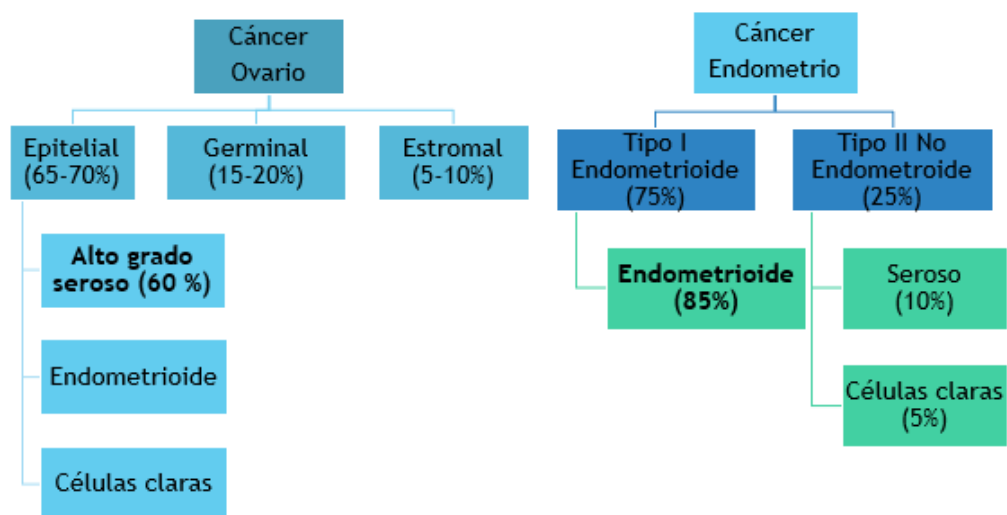 Cáncer
Ovario
Epitelial
(65-70%)
Germinal
(15-20%)
Estromal
(5-10%)
Alto grado
seroso (60 %)
Endometrioide
Células claras
Cáncer
Endometrio
Tipo I
Endometrioide
(75%)
Tipo II No
Endometroide
(25%)
Endometrioide
(85%)
Seroso
(10%)
Células claras
(5%)